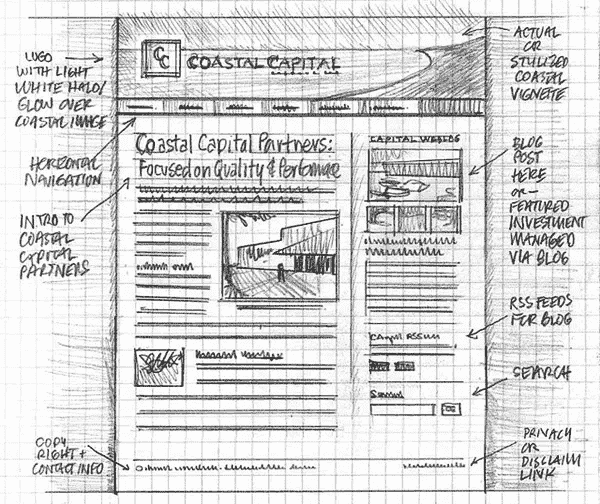 LOGO
WITH LIGHT
WHITE HALO/
GLOW OVER
COASTAL IMAGE
HORIZONTAL
NAVIGATION
INTRO TO
COASTAL
CAPITAL
PARTNERS
COPY
RIGHT +
CONTACT INFO
CC
COASTAL CAPITAL
Coastal Capital Partners:
Focused on Quality & Performance
CAPITAL WEBLOG
Capital RSS
Search
GO
ACTUAL
OR
STYLIZED
COASTAL
VIGNETTE
BLOG
POST
HERE
OR—
FEATURED
INVESTMENT
MANAGED
VIA BLOG
RSS FEEDS
FOR BLOG
SEARCH
PRIVACY
OR
DISCLAIM
LINK